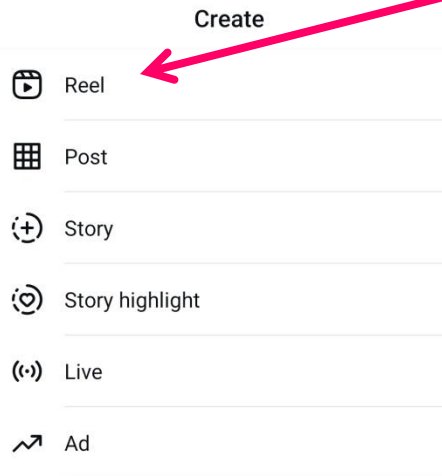 Create
Reel
Post
Story
Story highlight
Live
Ad